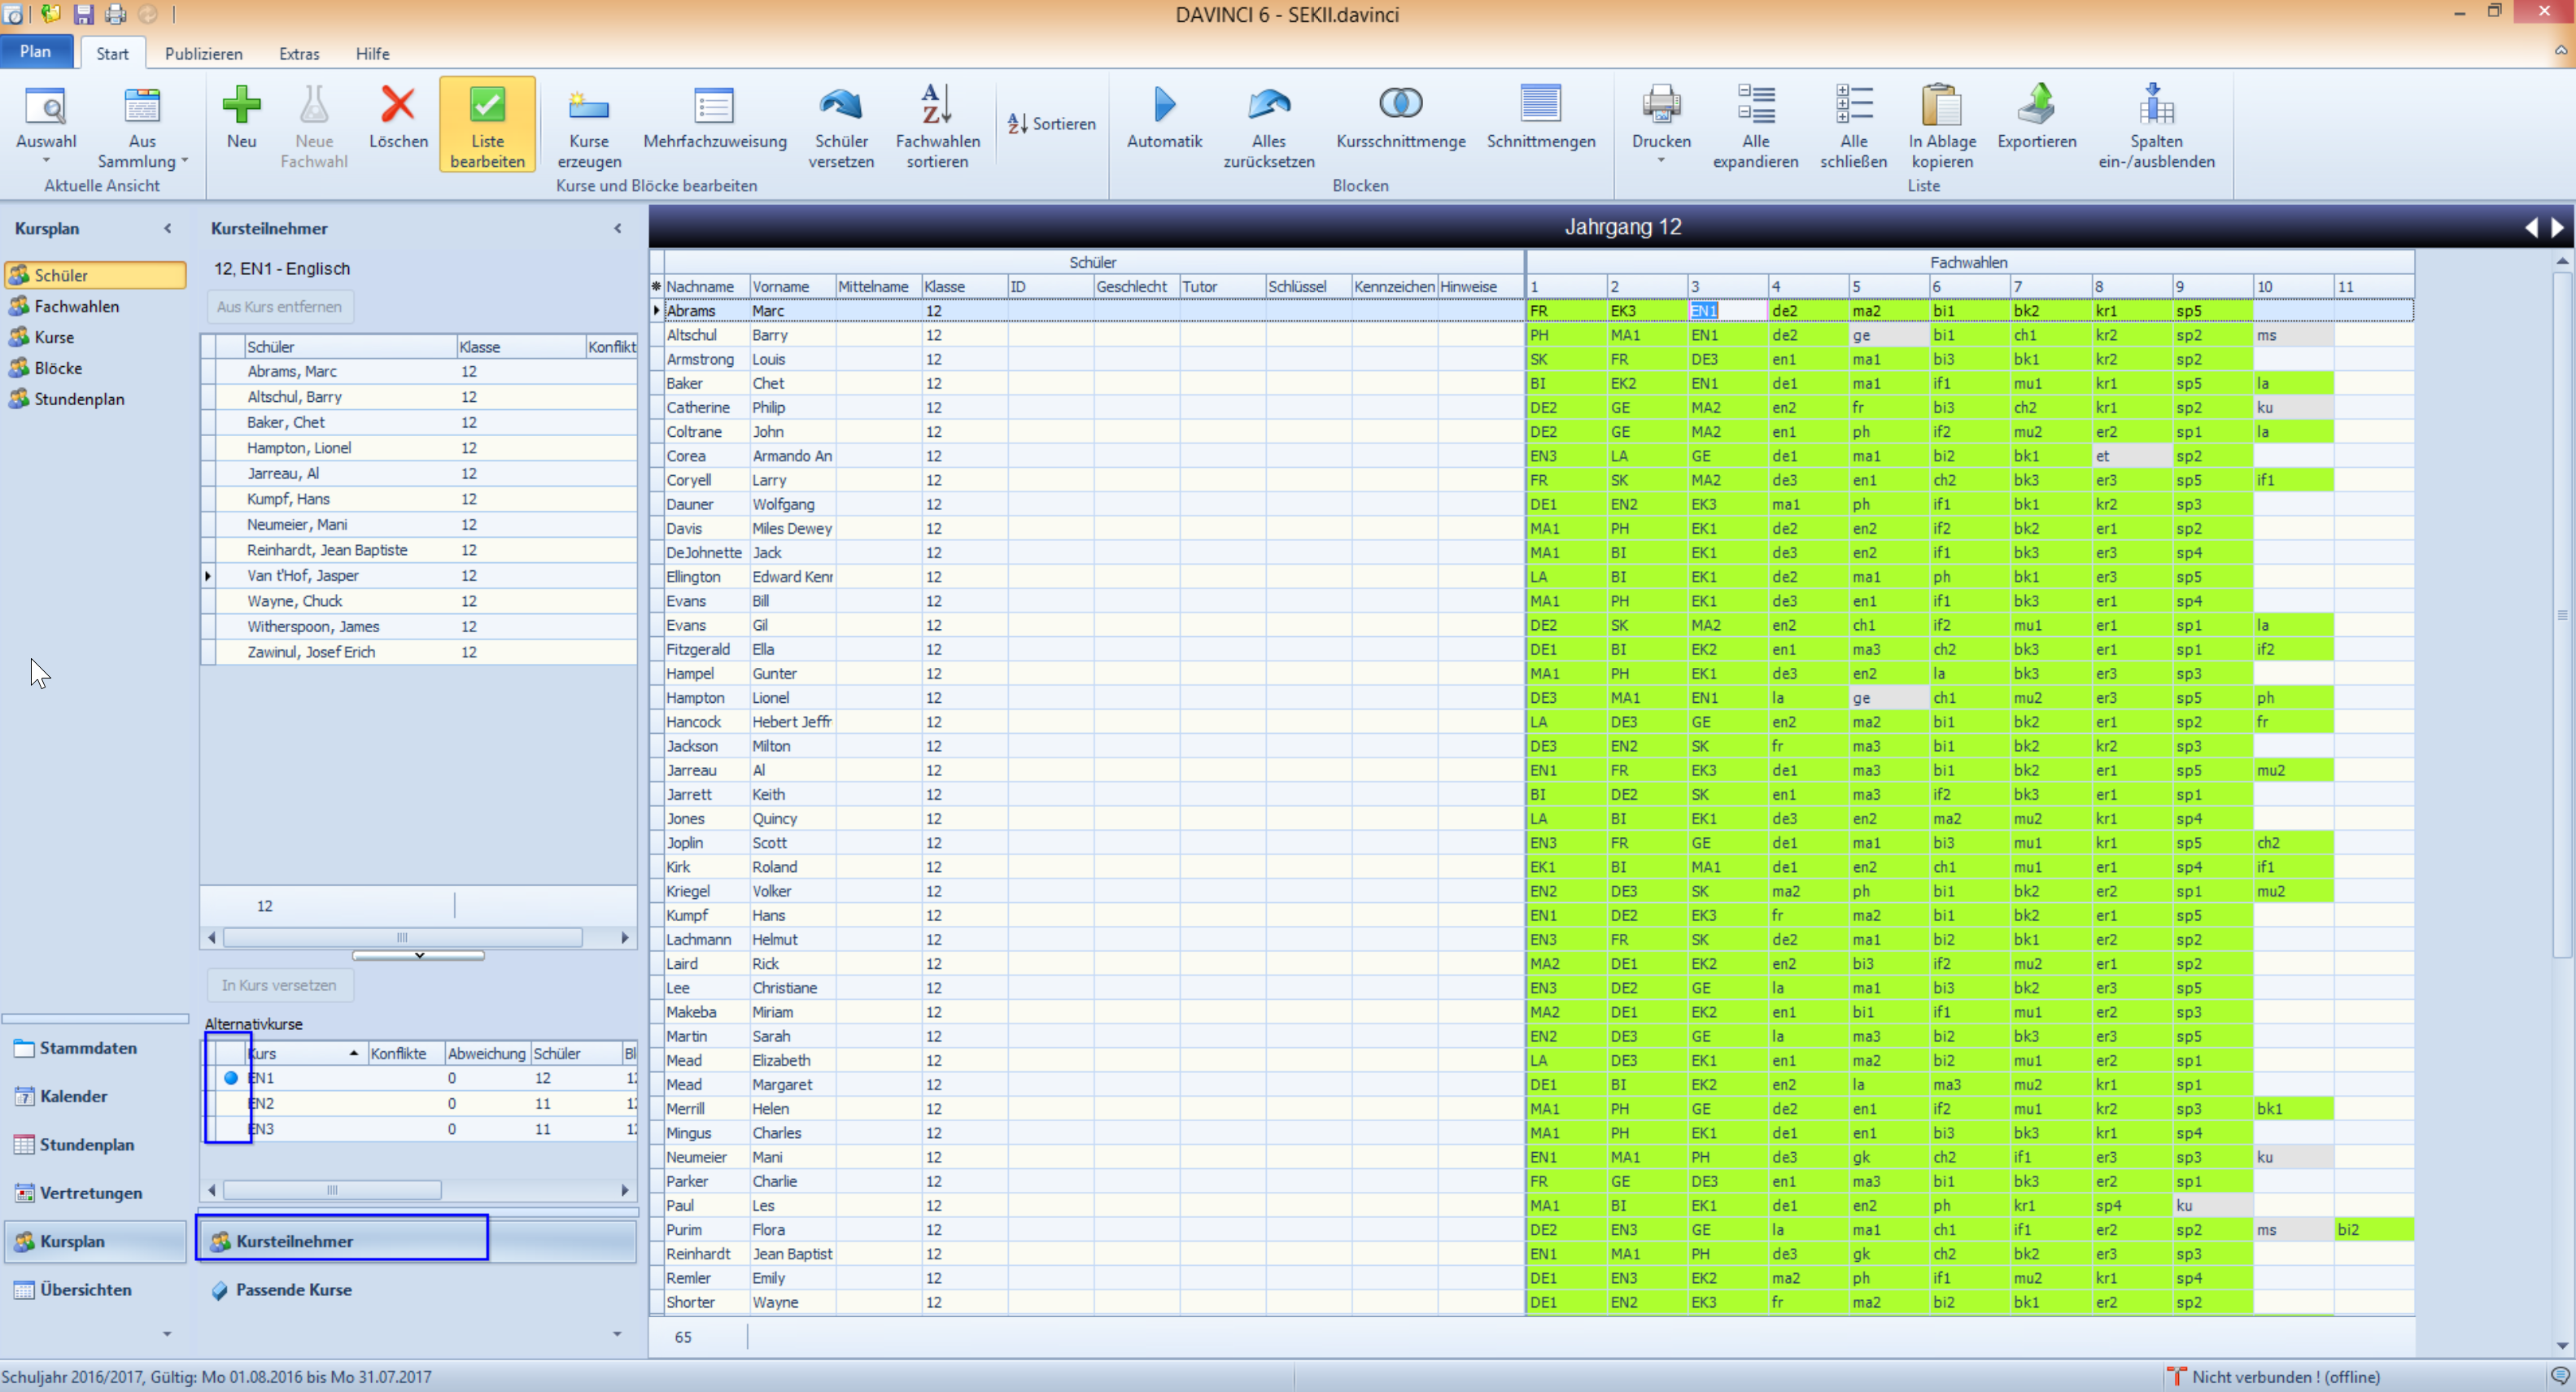 DAVINCI 6 - SEKII.davinci
Plan Start Publizieren Extras Hilfe
Auswahl
Aus Sammlung
Aktuelle Ansicht
Neu
Neue Fachwahl
Löschen
Liste bearbeiten
Kurse erzeugen
Mehrfachzuweisung
Schüler versetzen
Fachwahlen sortieren
Sortieren
Kurse und Blöcke bearbeiten
Automatik
Alles zurücksetzen
Kursschnittmenge
Schnittmengen
Blocken
Drucken
Alle expandieren
Alle schließen
In Ablage kopieren
Exportieren
Spalten ein-/ausblenden
Liste
Kursplan
Schüler
Fachwahlen
Kurse
Blöcke
Stundenplan
Stammdaten
Kalender
Stundenplan
Vertretungen
Kursplan
Übersichten
Kursteilnehmer
12, EN1 - Englisch
Aus Kurs entfernen
Schüler Klasse Konflikt
Abrams, Marc 12
Altschul, Barry 12
Baker, Chet 12
Hampton, Lionel 12
Jarreau, Al 12
Kumpf, Hans 12
Neumeier, Mani 12
Reinhardt, Jean Baptiste 12
Van t'Hof, Jasper 12
Wayne, Chuck 12
Witherspoon, James 12
Zawinul, Josef Erich 12
12
In Kurs versetzen
Alternativkurse
Kurs Konflikte Abweichung Schüler Bl
EN1 0 12 12
EN2 0 11 12
EN3 0 11 12
Kursteilnehmer
Passende Kurse
Jahrgang 12
Schüler Fachwahlen
Nachname Vorname Mittelname Klasse ID Geschlecht Tutor Schlüssel Kennzeichen Hinweise 1 2 3 4 5 6 7 8 9 10 11
Abrams Marc 12 FR EK3 EN1 de2 ma2 bi1 bk2 kr1 sp5
Altschul Barry 12 PH MA1 EN1 de2 ge bi1 ch1 kr2 sp2 ms
Armstrong Louis 12 SK FR DE3 en1 ma1 bi3 bk1 kr2 sp2
Baker Chet 12 BI EK2 EN1 de1 ma1 if1 mu1 kr1 sp5 la
Catherine Philip 12 DE2 GE MA2 en2 fr bi3 ch2 kr1 sp2 ku
Coltrane John 12 DE2 GE MA2 en1 ph if2 mu2 er2 sp1 la
Corea Armando An 12 EN3 LA GE de1 ma1 bi2 bk1 et sp2
Coryell Larry 12 FR SK MA2 de3 en1 ch2 bk3 er3 sp5 if1
Dauner Wolfgang 12 DE1 EN2 EK3 ma1 ph if1 bk1 kr2 sp3
Davis Miles Dewey 12 MA1 PH EK1 de2 en2 if2 bk2 er1 sp2
DeJohnette Jack 12 MA1 BI EK1 de3 en2 if1 bk3 er3 sp4
Ellington Edward Kenr 12 LA BI EK1 de2 ma1 ph bk1 er3 sp5
Evans Bill 12 MA1 PH EK1 de3 en1 if1 bk3 er1 sp4
Evans Gil 12 DE2 SK MA2 en2 ch1 if2 mu1 er1 sp1 la
Fitzgerald Ella 12 DE1 BI EK2 en1 ma3 ch2 bk3 er1 sp1 if2
Hampel Gunter 12 MA1 PH EK1 de3 en2 la bk3 er3 sp3
Hampton Lionel 12 DE3 MA1 EN1 la ge ch1 mu2 er3 sp5 ph
Hancock Hebert Jeffr 12 LA DE3 GE en2 ma2 bi1 bk2 er1 sp2 fr
Jackson Milton 12 DE3 EN2 SK fr ma3 bi1 bk2 kr2 sp3
Jarreau Al 12 EN1 FR EK3 de1 ma3 bi1 bk2 er1 sp5 mu2
Jarrett Keith 12 BI DE2 SK en1 ma3 if2 bk3 er1 sp1
Jones Quincy 12 LA BI EK1 de3 en2 ma2 mu2 kr1 sp4
Joplin Scott 12 EN3 FR GE de1 ma1 bi3 mu1 kr1 sp5 ch2
Kirk Roland 12 EK1 BI MA1 de1 en2 ch1 mu1 er1 sp4 if1
Kriegel Volker 12 EN2 DE3 SK ma2 ph bi1 bk2 er2 sp1 mu2
Kumpf Hans 12 EN1 DE2 EK3 fr ma2 bi1 bk2 er1 sp5
Lachmann Helmut 12 EN3 FR SK de2 ma1 bi2 bk1 er2 sp2
Laird Rick 12 MA2 DE1 EK2 en2 bi3 if2 mu2 er1 sp2
Lee Christiane 12 EN3 DE2 GE la ma1 bi3 bk2 er3 sp5
Makeba Miriam 12 MA2 DE1 EK2 en1 bi1 if1 mu1 er2 sp3
Martin Sarah 12 EN2 DE3 GE la ma3 bi2 bk3 er3 sp5
Mead Elizabeth 12 LA DE3 EK1 en1 ma2 bi2 mu1 er2 sp1
Mead Margaret 12 DE1 BI EK2 en2 la ma3 mu2 kr1 sp1
Merrill Helen 12 MA1 PH GE de2 en1 if2 mu1 kr2 sp3 bk1
Mingus Charles 12 MA1 PH EK1 de1 en1 bi3 bk3 kr1 sp4
Neumeier Mani 12 EN1 MA1 PH de3 gk ch2 if1 er3 sp3 ku
Parker Charlie 12 FR GE DE3 en1 ma3 bi1 bk3 er2 sp1
Paul Les 12 MA1 BI EK1 de1 en2 ph kr1 sp4 ku
Purim Flora 12 DE2 EN3 GE la ma1 ch1 if1 er2 sp2 ms bi2
Reinhardt Jean Baptist 12 EN1 MA1 PH de3 gk ch2 bk2 er3 sp3
Remler Emily 12 DE1 EN3 EK2 ma2 ph if1 mu2 kr1 sp4
Shorter Wayne 12 DE1 EN2 EK3 fr ma2 bi2 bk1 er2 sp2
65
Schuljahr 2016/2017, Gültig: Mo 01.08.2016 bis Mo 31.07.2017
Nicht verbunden ! (offline)